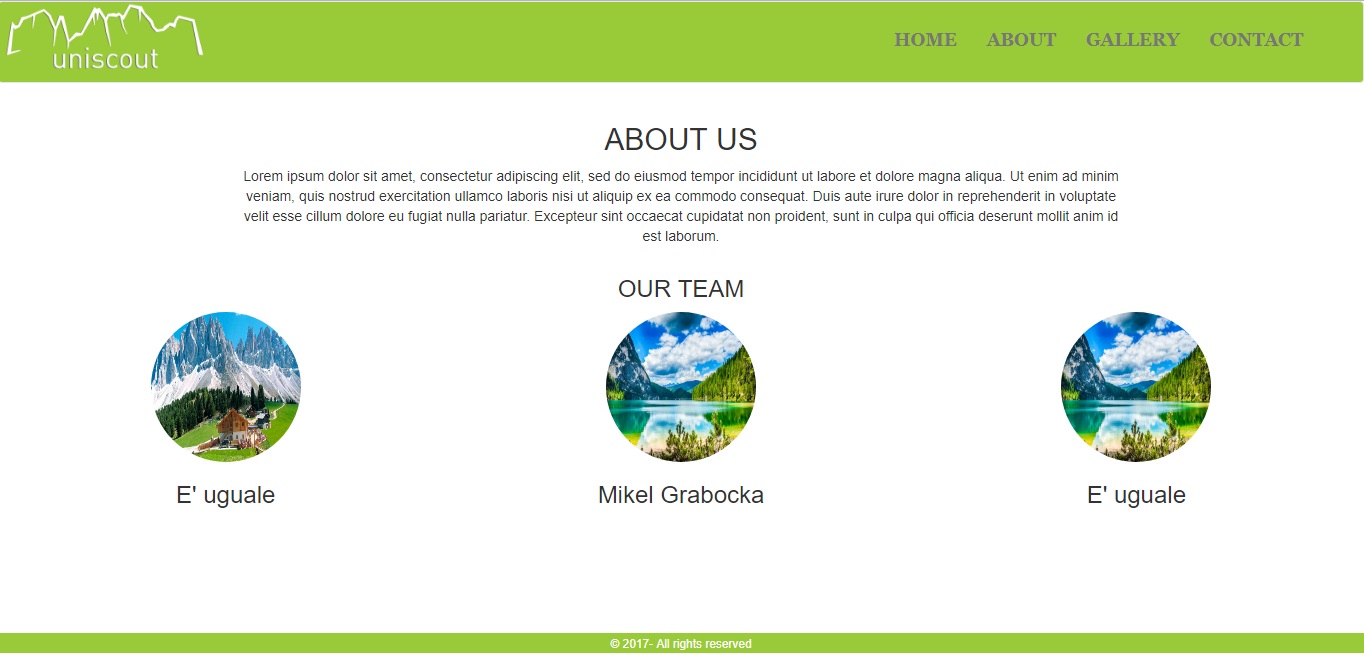 uniscout
HOME ABOUT GALLERY CONTACT
ABOUT US
Lorem ipsum dolor sit amet, consectetur adipiscing elit, sed do eiusmod tempor incididunt ut labore et dolore magna aliqua. Ut enim ad minim
veniam, quis nostrud exercitation ullamco laboris nisi ut aliquip ex ea commodo consequat. Duis aute irure dolor in reprehenderit in voluptate
velit esse cillum dolore eu fugiat nulla pariatur. Excepteur sint occaecat cupidatat non proident, sunt in culpa qui officia deserunt mollit anim id
est laborum.
OUR TEAM
E' uguale
Mikel Grabocka
E' uguale
© 2017- All rights reserved